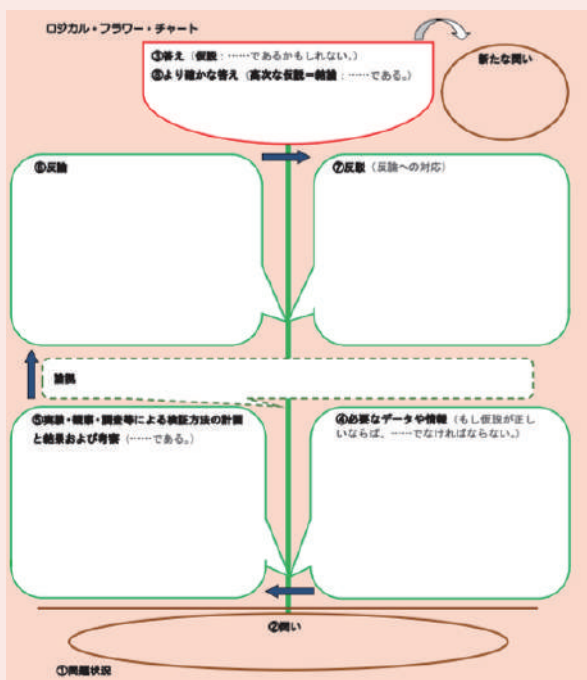 ロジカル・フラワー・チャート
③答え（仮説：……であるかもしれない。）
⑧より確かな答え（高次な仮説＝結論：……である。）
新たな問い
⑥反論
⑦反駁（反論への対応）
論拠
⑤実験・観察・調査等による検証方法の計画
と結果および考察（……である。）
④必要なデータや情報（もし仮説が正し
いならば、……でなければならない。）
②問い
①問題状況